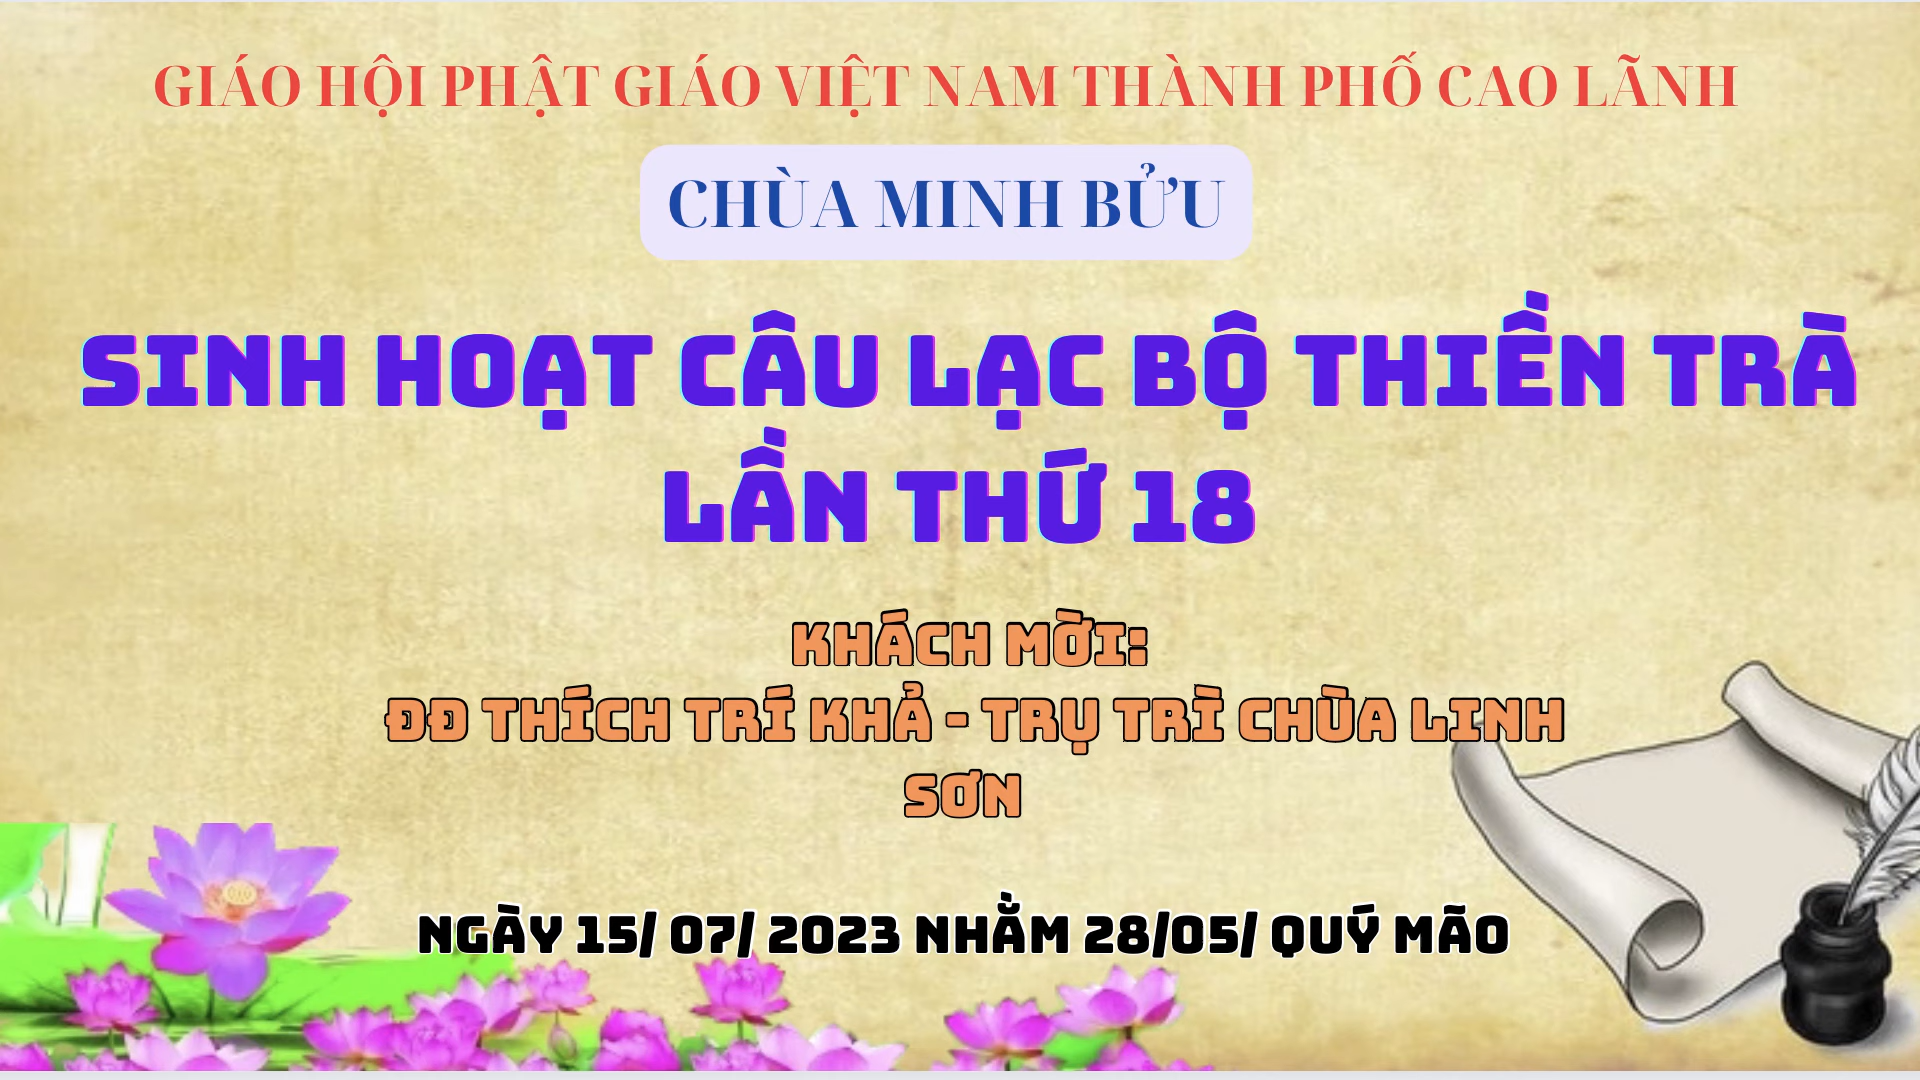 GIÁO HỘI PHẬT GIÁO VIỆT NAM THÀNH PHỐ CAO LÃNH
CHÙA MINH BỬU
SINH HOẠT CÂU LẠC BỘ THIỀN TRÀ
LẦN THỨ 18
KHÁCH MỜI:
ĐĐ THÍCH TRÍ KHẢ - TRỤ TRÌ CHÙA LINH
SƠN
NGÀY 15/ 07/ 2023 NHẰM 28/05/ QUÝ MÃO